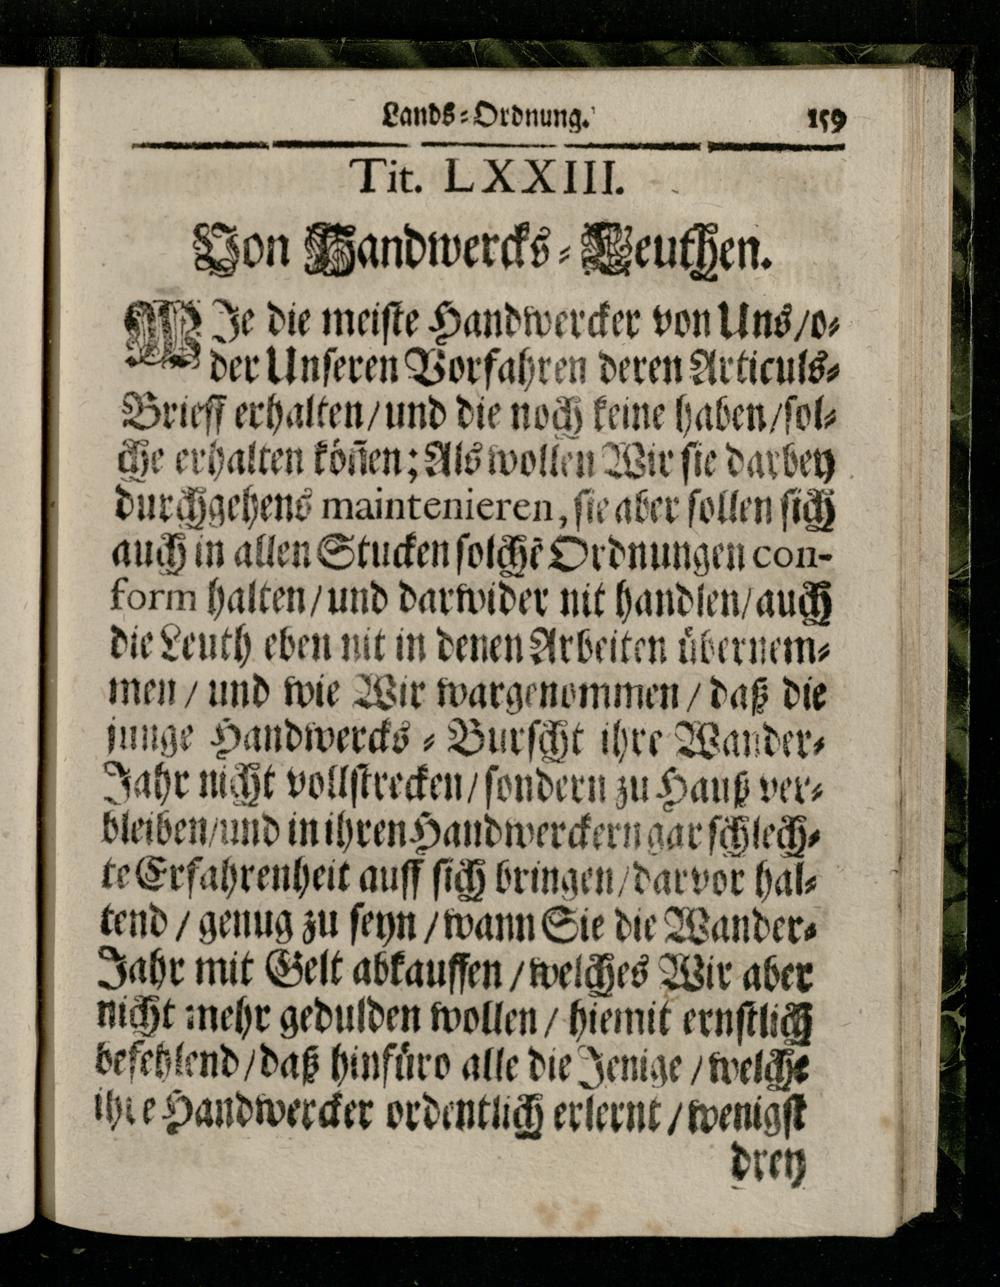 Lands-Ordnung. 159
Tit. LXXIII.
Von Handwercks-Leuthen.
WJe die meiste Handwercker von Uns/o-
der Unseren Vorfahren deren Articuls-
Brieff erhalten/und die noch keine haben/sol-
che erhalten köñen; Als wollen Wir sie darbey
durchgehens maintenieren, sie aber sollen sich
auch in allen Stucken solchē Ordnungen con-
form halten/und darwider nit handlen/auch
die Leuth eben nit in denen Arbeiten übernem-
men / und wie Wir wargenommen / daß die
junge Handwercks-Burscht ihre Wander-
Jahr nicht vollstrecken/sondern zu Hauß ver-
bleiben/und in ihren Handwerckern gar schlech-
te Erfahrenheit auff sich bringen/darvor hal-
tend / genug zu seyn / wann Sie die Wander-
Jahr mit Gelt abkauffen / welches Wir aber
nicht mehr gedulden wollen / hiemit ernstlich
befehlend/daß hinfüro alle die Jenige / welche
ihre Handwercker ordentlich erlernt / wenigst
drey